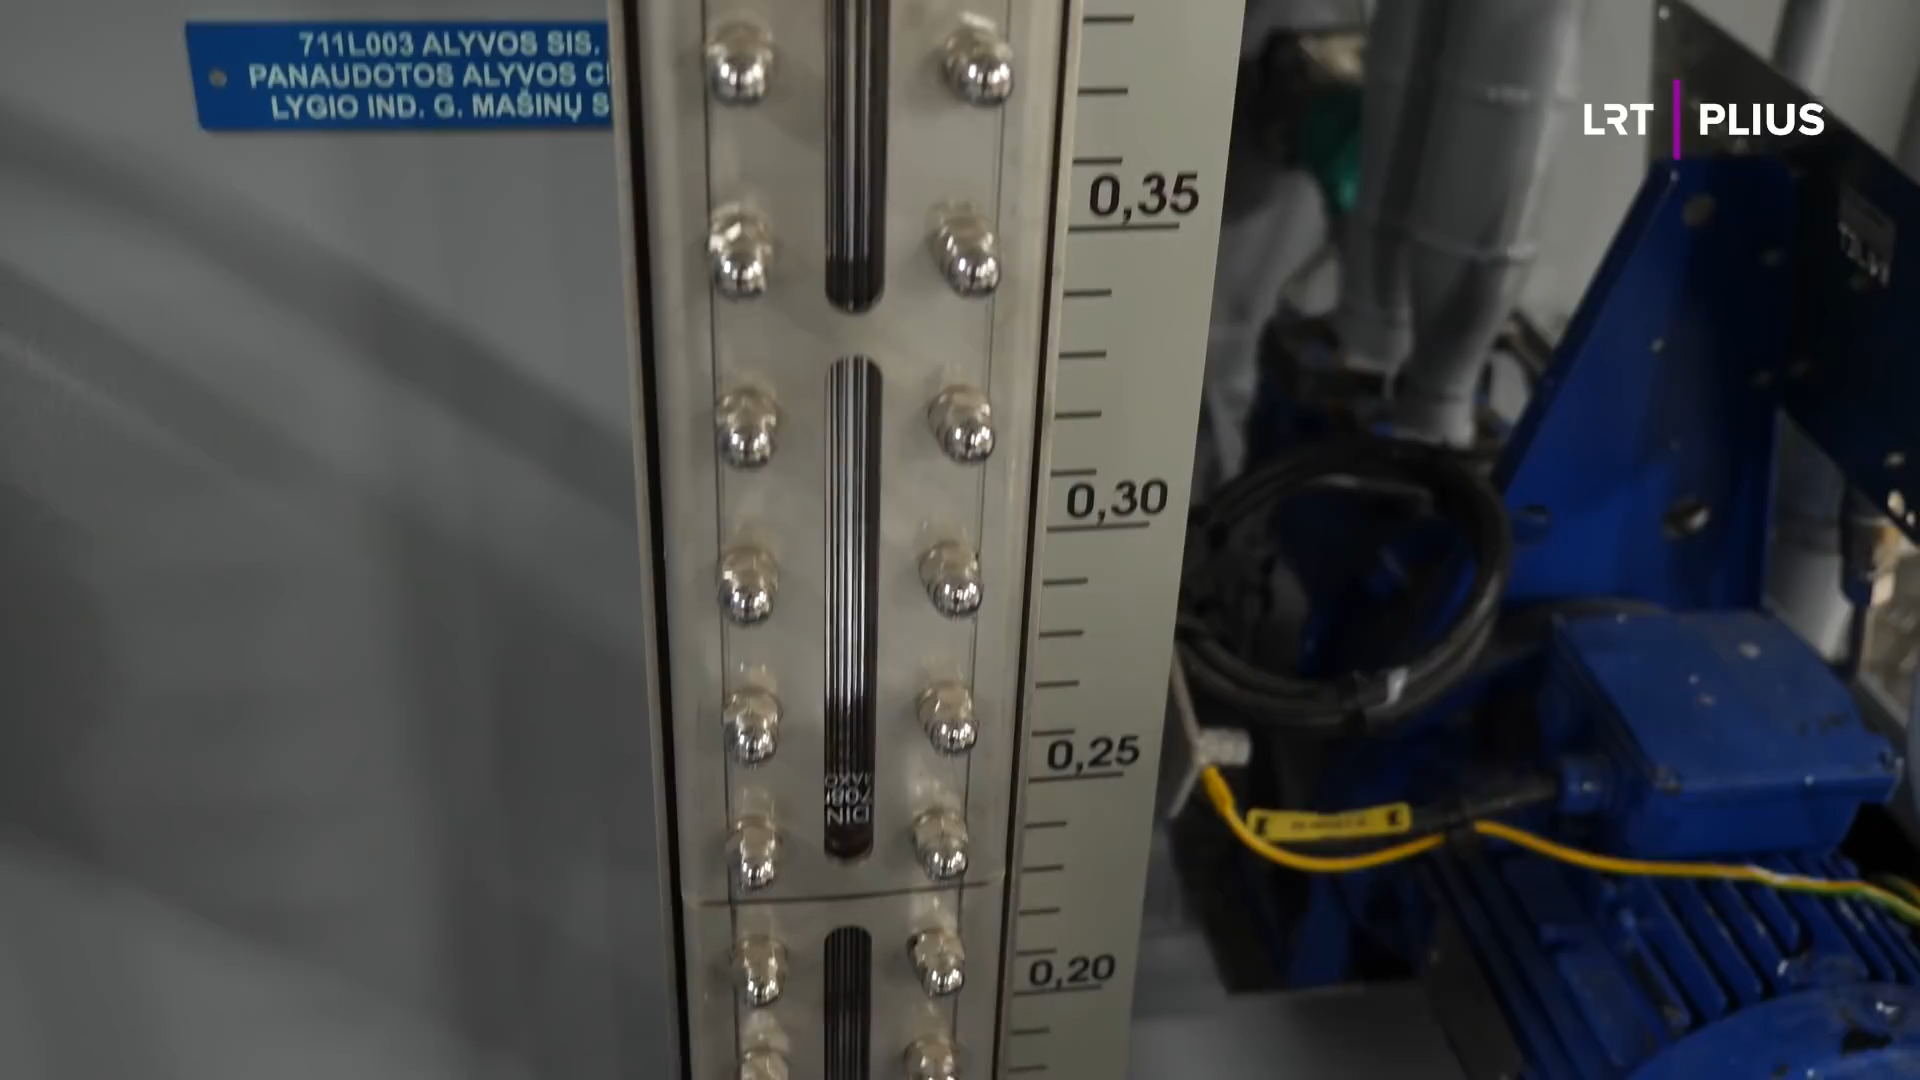 711L003 ALYVOS SIS.
PANAUDOTOS ALYVOS
LYGIO IND. G. MAŠINŲ S
LRT PLIUS
0,35
0,30
0,25
DIN
0,20